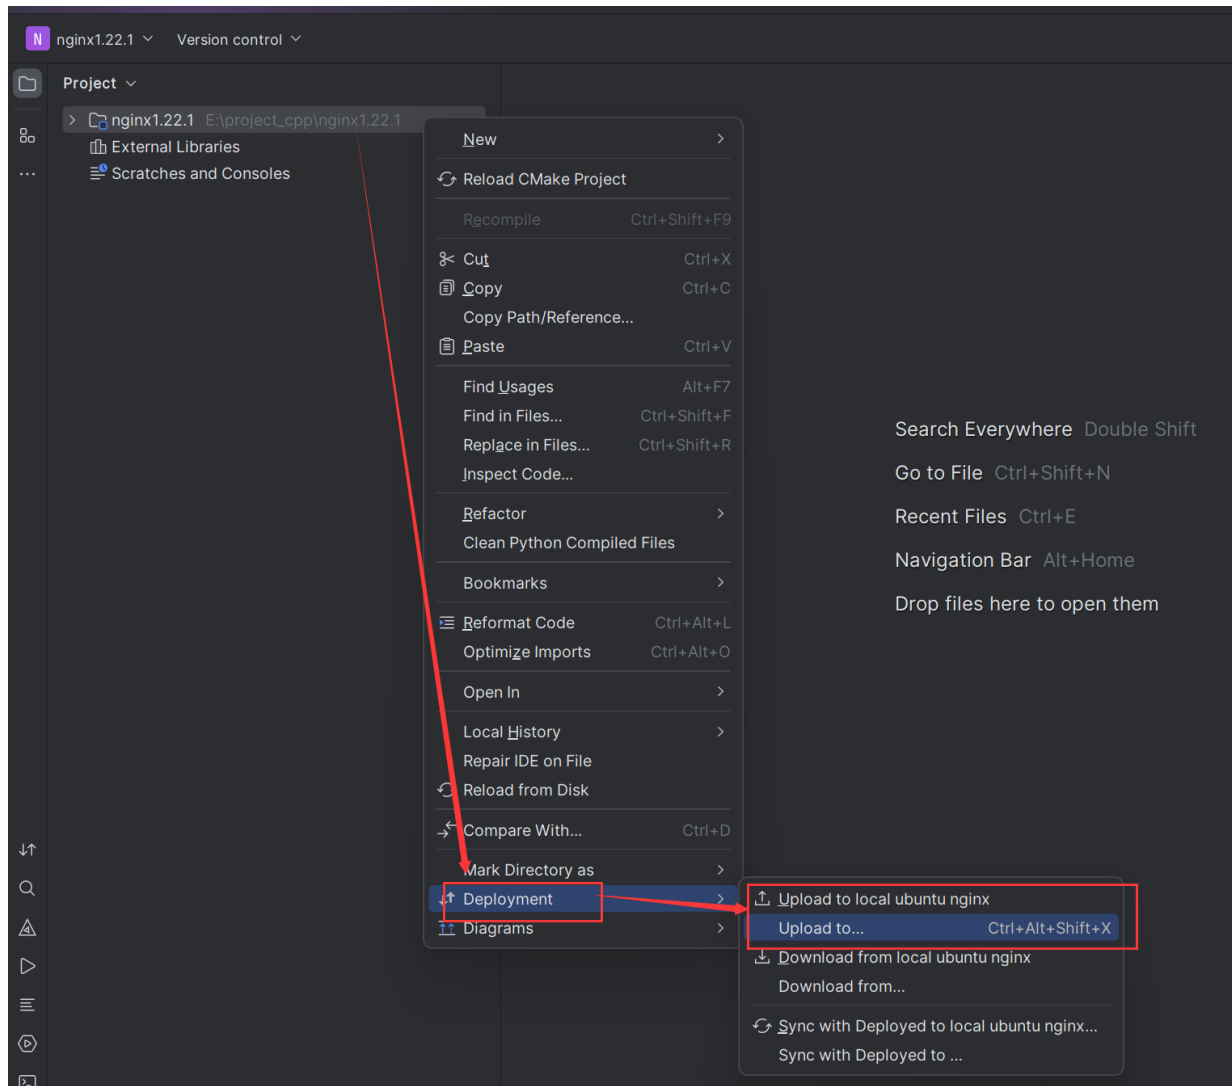 N nginx1.22.1 Version control
Project
nginx1.22.1 E:\project_cpp\nginx1.22.1
External Libraries
Scratches and Consoles
New
Reload CMake Project
Recompile Ctrl+Shift+F9
Cut Ctrl+X
Copy Ctrl+C
Copy Path/Reference...
Paste Ctrl+V
Find Usages Alt+F7
Find in Files... Ctrl+Shift+F
Replace in Files... Ctrl+Shift+R
Inspect Code...
Refactor
Clean Python Compiled Files
Bookmarks
Reformat Code Ctrl+Alt+L
Optimize Imports Ctrl+Alt+O
Open In
Local History
Repair IDE on File
Reload from Disk
Compare With... Ctrl+D
Mark Directory as
Deployment
Diagrams
Upload to local ubuntu nginx
Upload to... Ctrl+Alt+Shift+X
Download from local ubuntu nginx
Download from...
Sync with Deployed to local ubuntu nginx...
Sync with Deployed to ...
Search Everywhere Double Shift
Go to File Ctrl+Shift+N
Recent Files Ctrl+E
Navigation Bar Alt+Home
Drop files here to open them